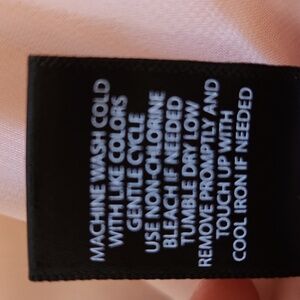 MACHINE WASH COLD
WITH LIKE COLORS
GENTLE CYCLE
USE NON-CHLORINE
BLEACH IF NEEDED
TUMBLE DRY LOW
REMOVE PROMPTLY AND
TOUCH UP WITH
COOL IRON IF NEEDED